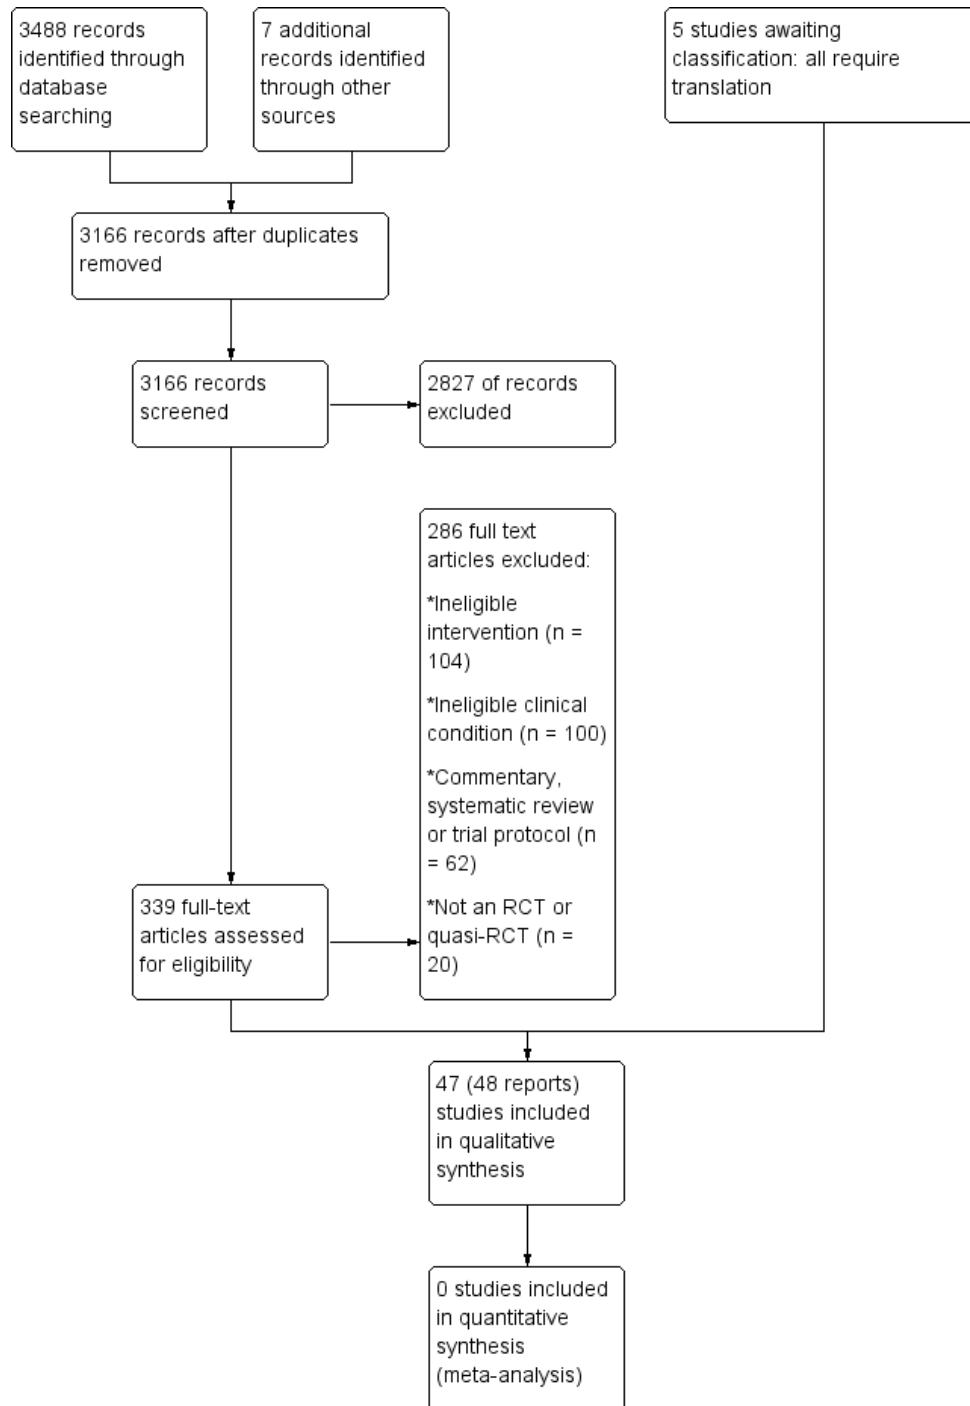 3488 records
identified through
database
searching
7 additional
records identified
through other
sources
5 studies awaiting
classification: all require
translation
3166 records after duplicates
removed
3166 records
screened
2827 of records
excluded
286 full text
articles excluded:
*Ineligible
intervention (n =
104)
*Ineligible clinical
condition (n = 100)
*Commentary,
systematic review
or trial protocol (n
= 62)
*Not an RCT or
quasi-RCT (n =
20)
339 full-text
articles assessed
for eligibility
47 (48 reports)
studies included
in qualitative
synthesis
0 studies included
in quantitative
synthesis
(meta-analysis)